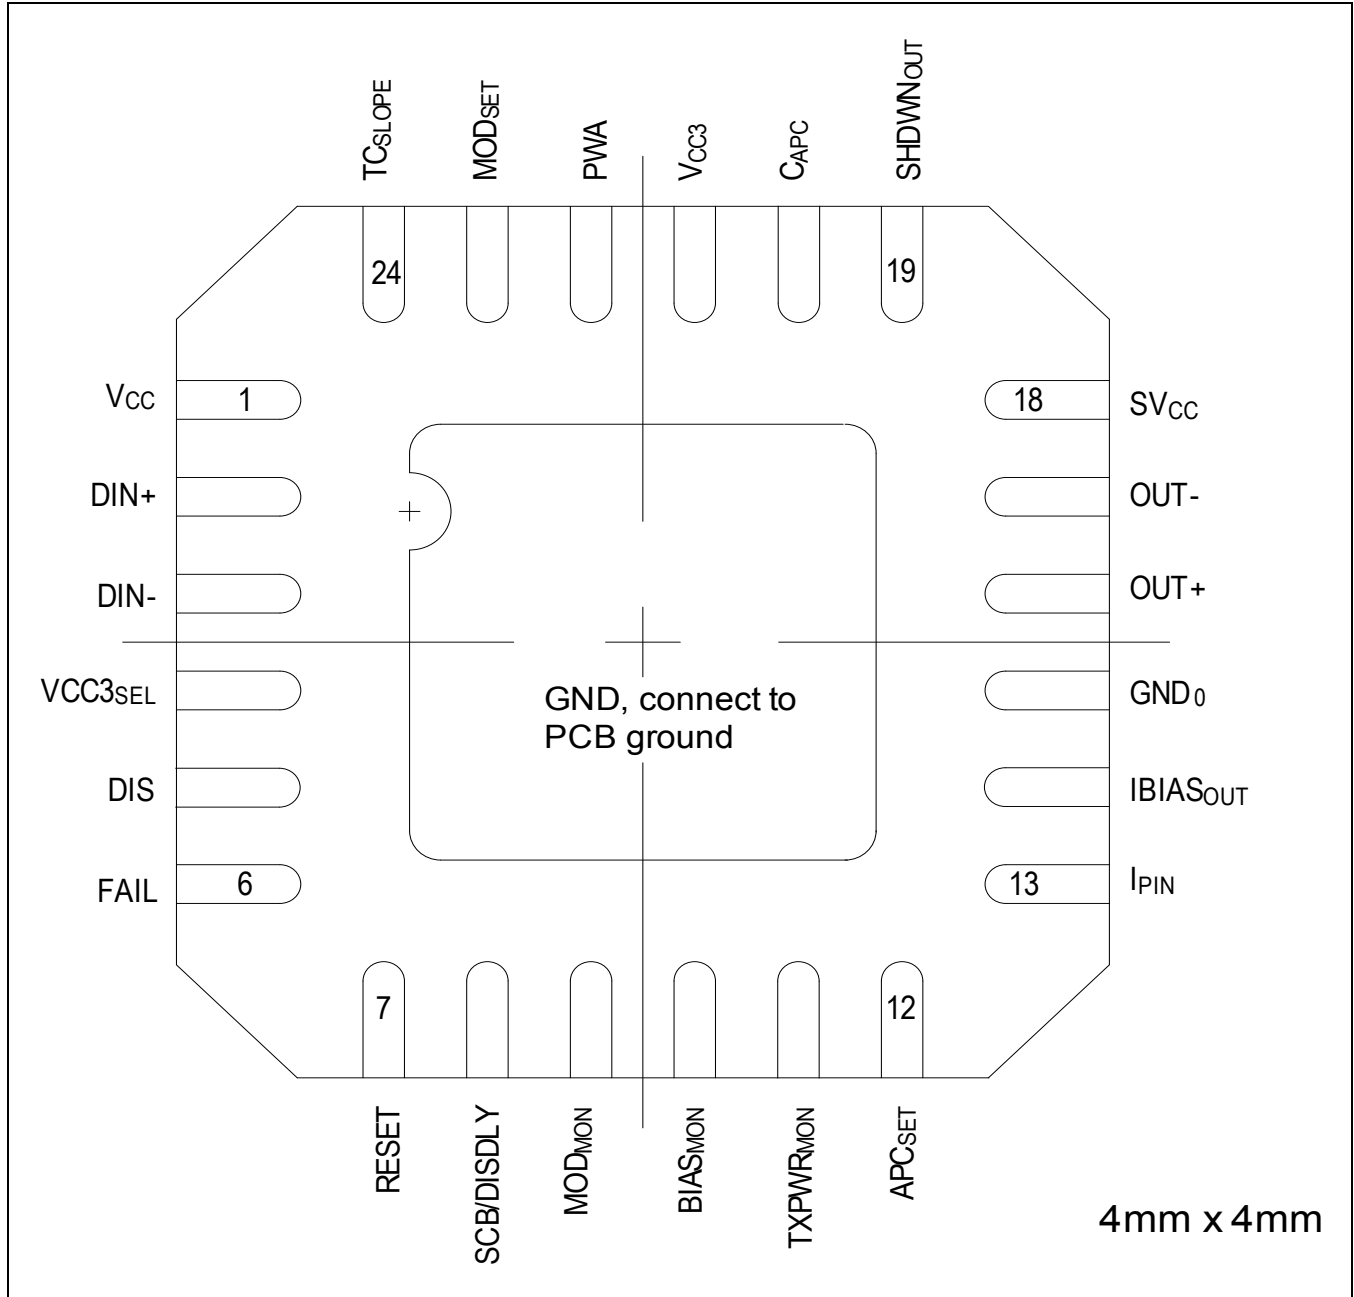 TCSLOPE
MODSET
PWA
VCC3
CAPC
SHDWNOUT
24
19
VCC
1
18
SVCC
DIN+
OUT-
DIN-
OUT+
VCC3SEL
GND0
GND, connect to
PCB ground
DIS
IBIASOUT
FAIL
6
13
IPIN
7
12
RESET
SCB/DISDLY
MODMON
BIASMON
TXPWRMON
APCSET
4mm x 4mm